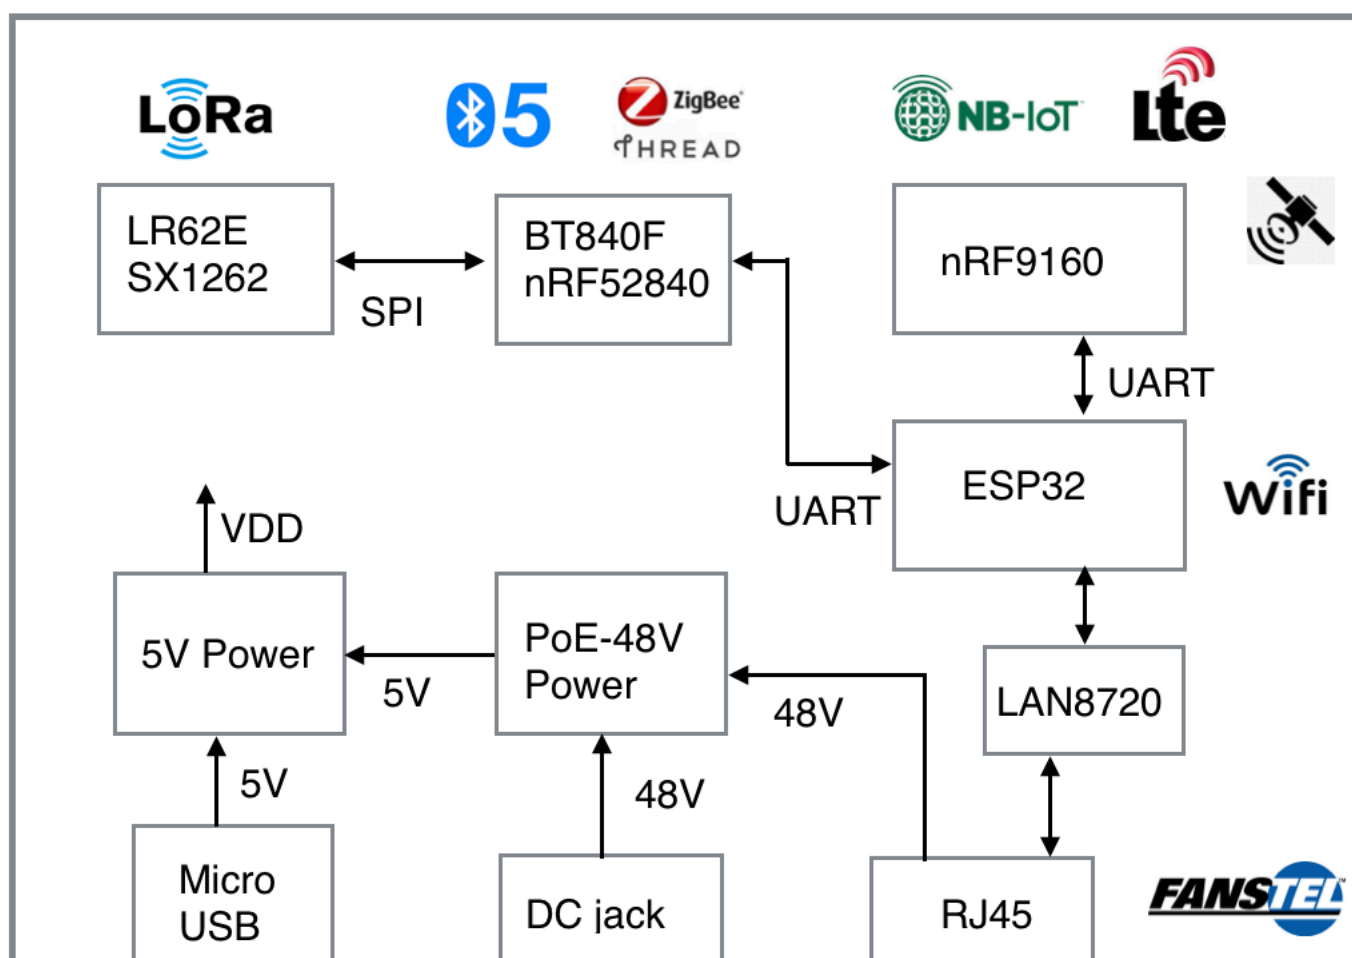 LoRa
5
ZigBee
THREAD
NB-IoT
Lte
LR62E
SX1262
SPI
BT840F
nRF52840
nRF9160
UART
ESP32
UART
Wifi
VDD
5V Power
5V
PoE-48V
Power
48V
LAN8720
5V
48V
Micro
USB
DC jack
RJ45
FANSTEL